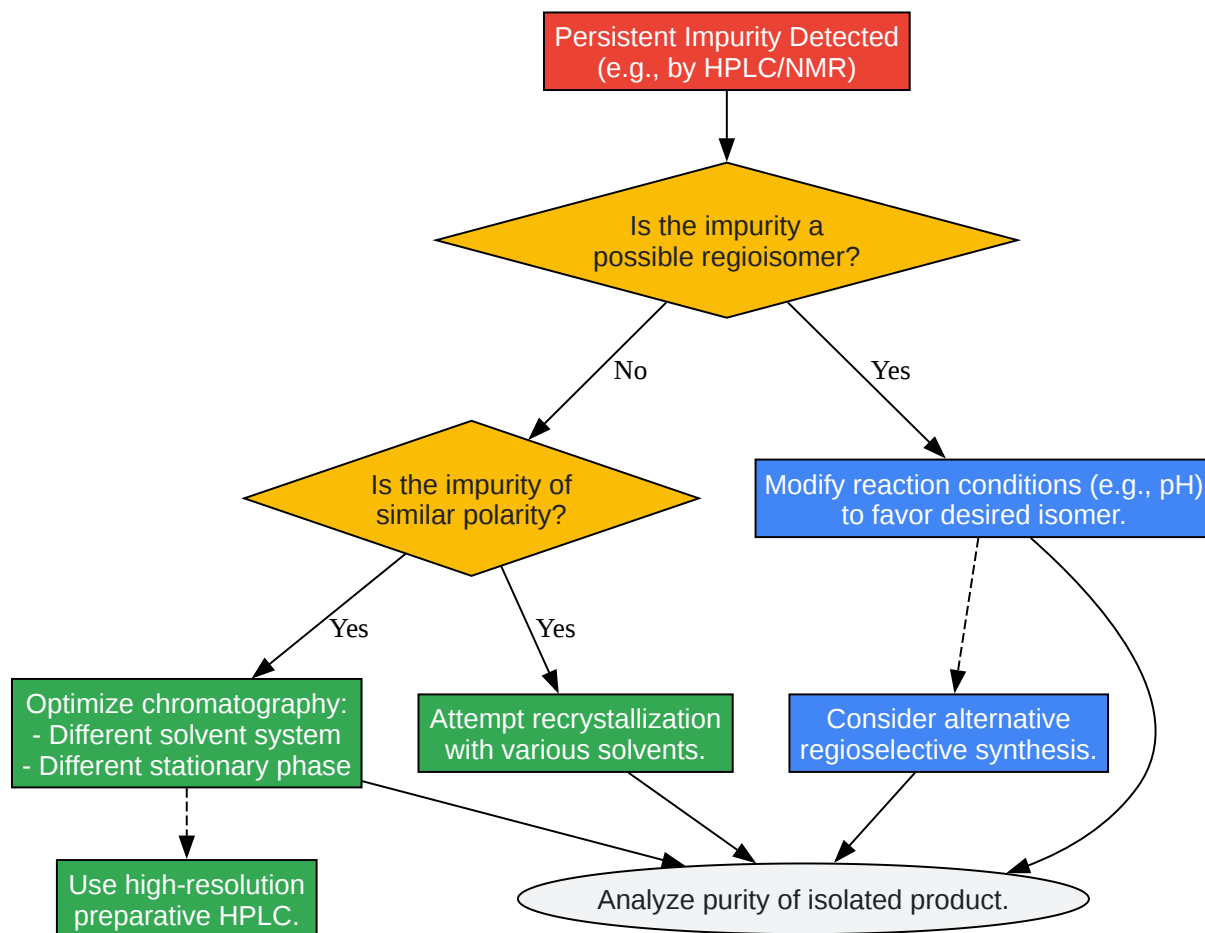 Persistent Impurity Detected
(e.g., by HPLC/NMR)
Is the impurity a
possible regioisomer?
No
Yes
Is the impurity of
similar polarity?
Modify reaction conditions (e.g., pH)
to favor desired isomer.
Yes
Yes
Optimize chromatography:
- Different solvent system
- Different stationary phase
Attempt recrystallization
with various solvents.
Consider alternative
regioselective synthesis.
Use high-resolution
preparative HPLC.
Analyze purity of isolated product.